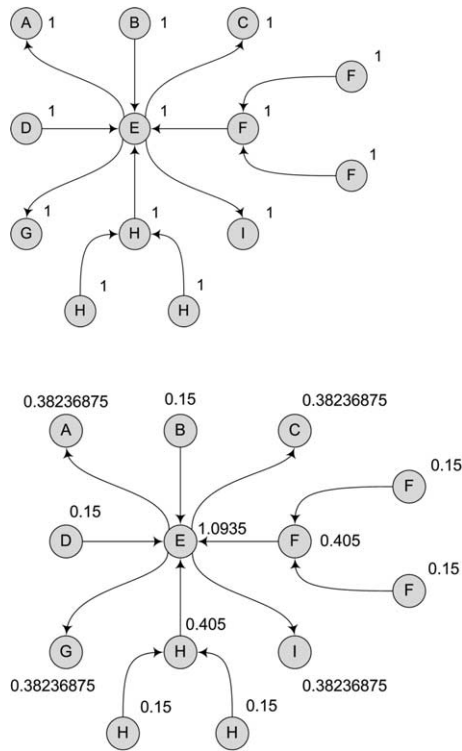 A 1 B 1 C 1
F 1
D 1 E 1 F 1
F 1
G 1 H 1 I 1
H 1 H 1
0.38236875 0.15 0.38236875
A B C
F 0.15
0.15
D E 1.0935 F 0.405
0.15
F
0.405
G H I
0.38236875 0.38236875
0.15 0.15
H H